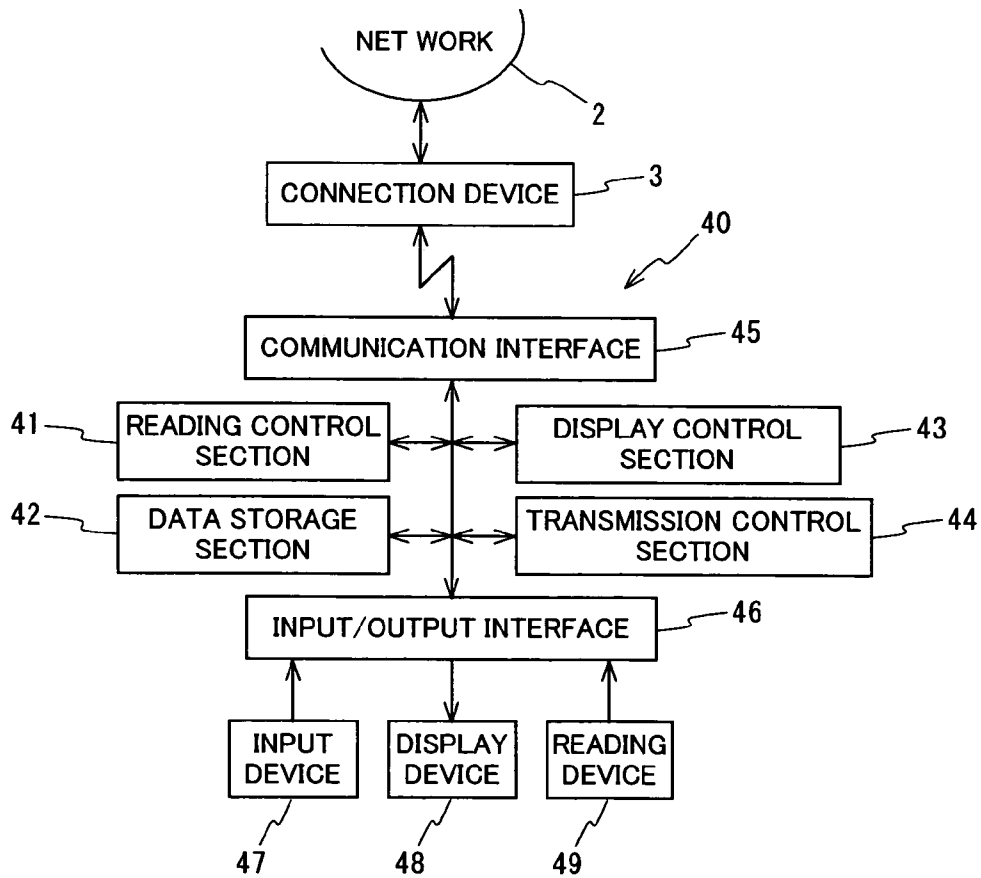 NET WORK
2
CONNECTION DEVICE
3
40
COMMUNICATION INTERFACE
45
41
READING CONTROL
SECTION
DISPLAY CONTROL
SECTION
43
42
DATA STORAGE
SECTION
TRANSMISSION CONTROL
SECTION
44
INPUT/OUTPUT INTERFACE
46
INPUT
DEVICE
DISPLAY
DEVICE
READING
DEVICE
47
48
49